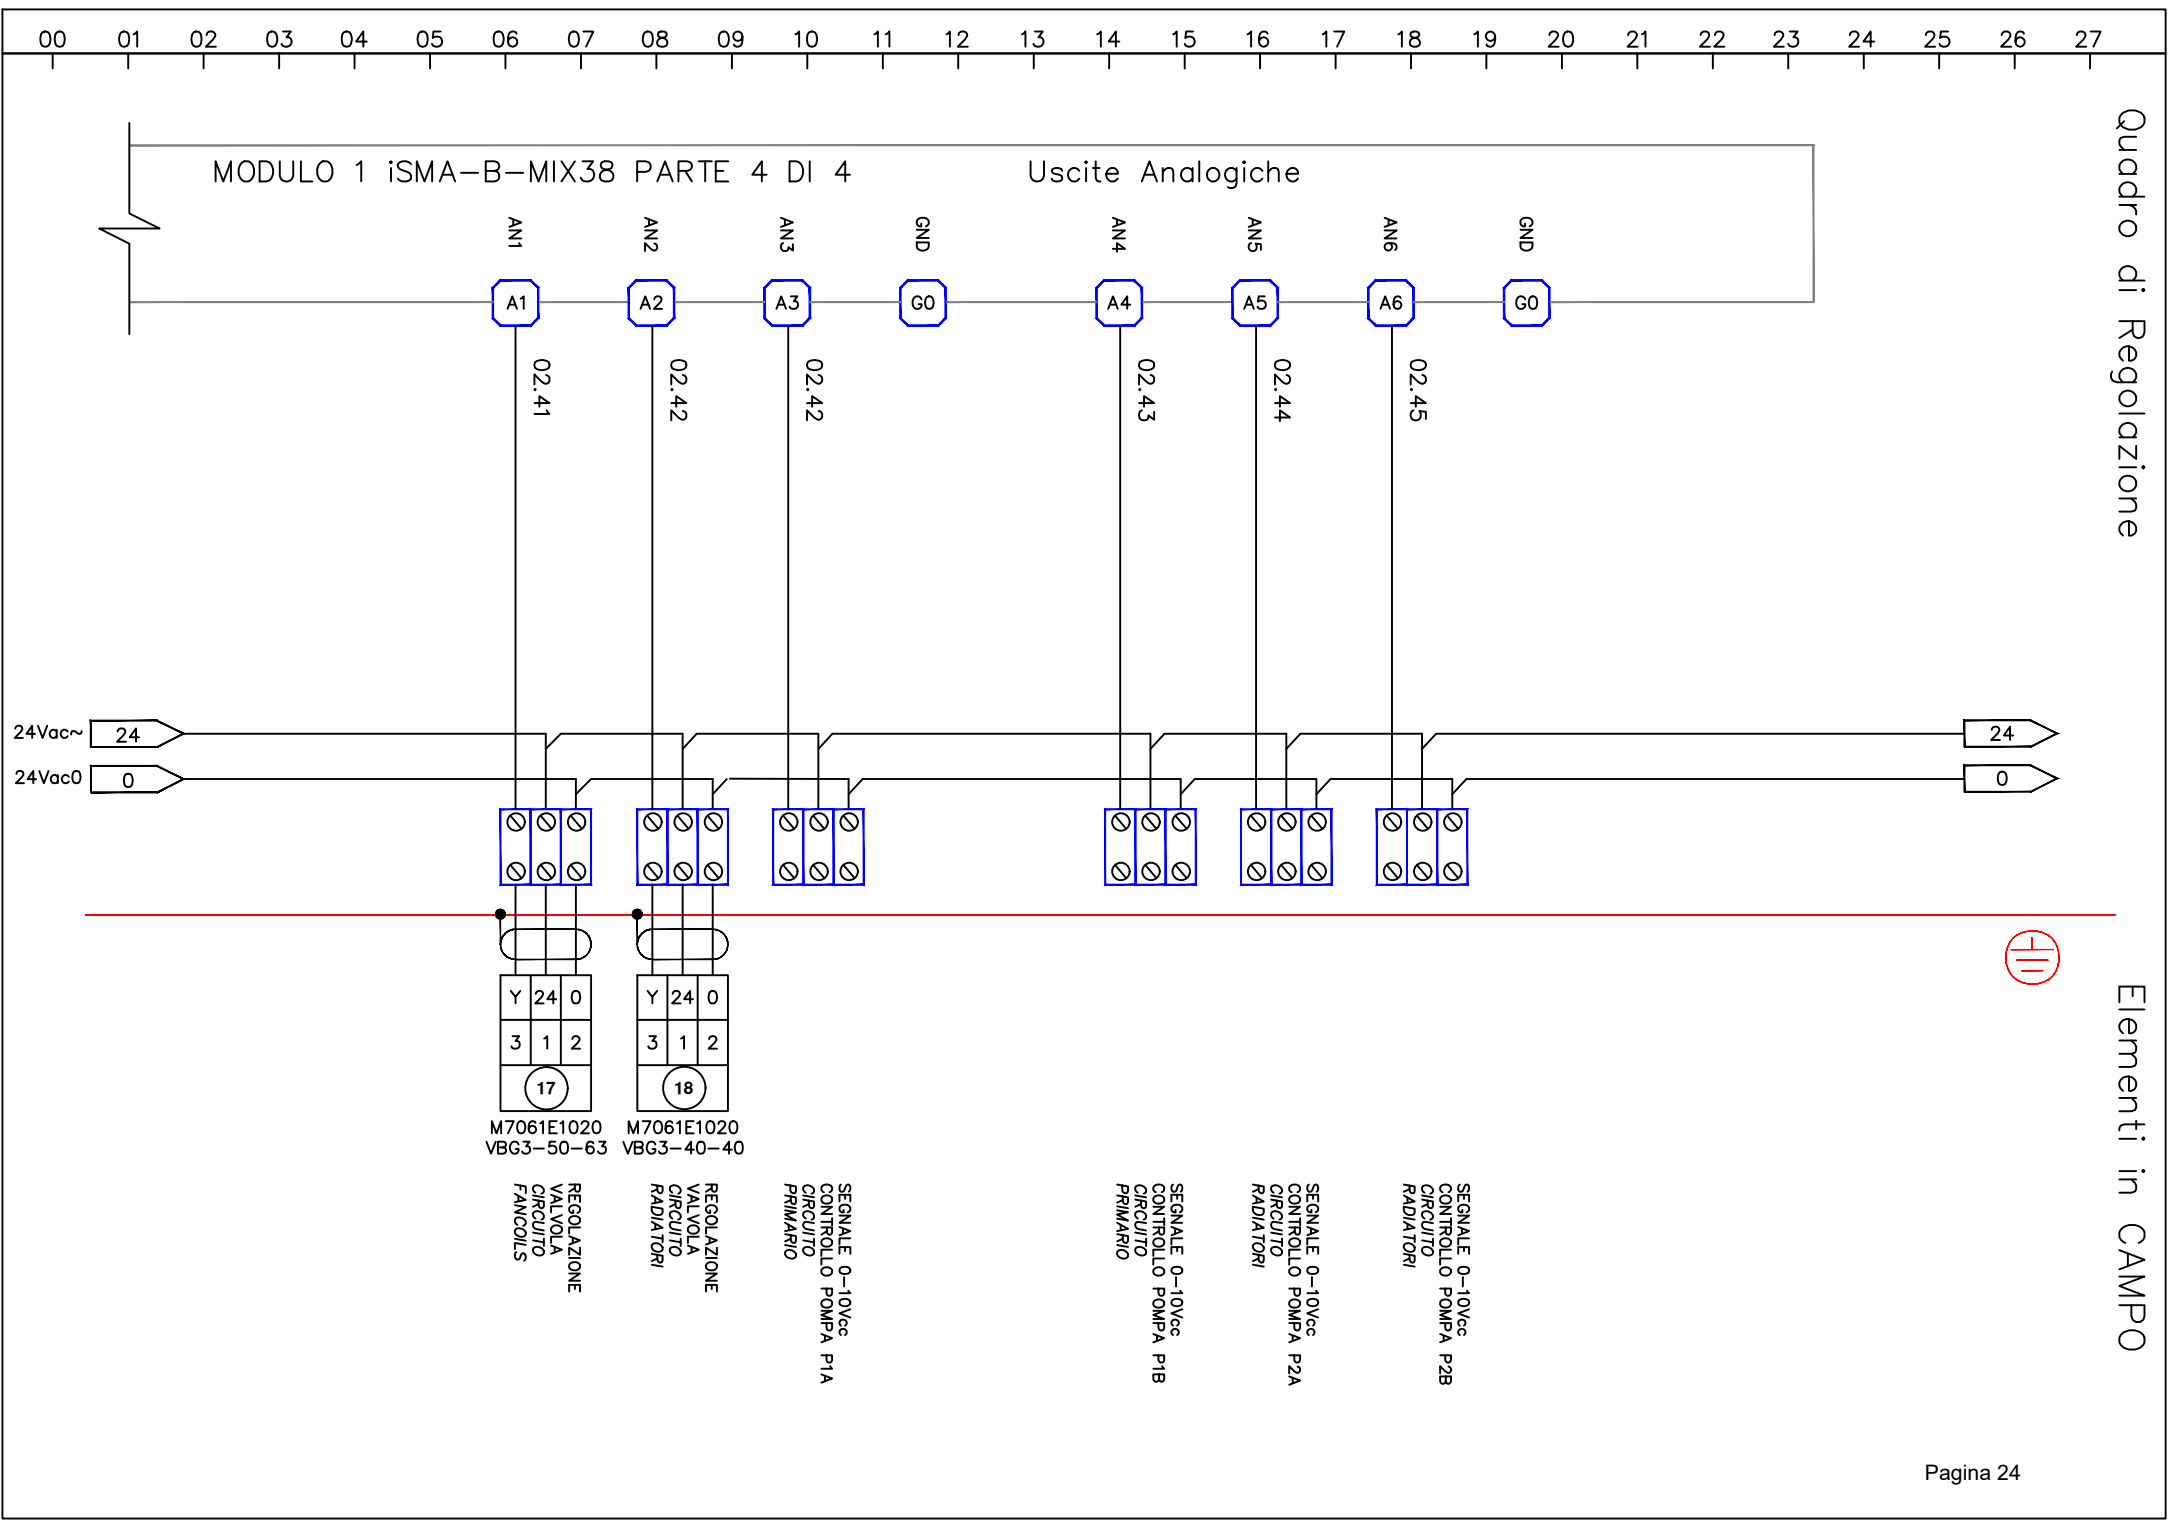 00 01 02 03 04 05 06 07 08 09 10 11 12 13 14 15 16 17 18 19 20 21 22 23 24 25 26 27
Quadro di Regolazione
MODULO 1 iSMA-B-MIX38 PARTE 4 DI 4
Uscite Analogiche
AN1 AN2 AN3 GND AN4 AN5 AN6 GND
A1 A2 A3 G0 A4 A5 A6 G0
02.41 02.42 02.42 02.43 02.44 02.45
24Vac~ 24 24
24Vac0 0 0
Y 24 0 Y 24 0
3 1 2 3 1 2
17 18
M7061E1020 M7061E1020
VBG3-50-63 VBG3-40-40
REGOLAZIONE
VALVOLA
CIRCUITO
FANCOILS
REGOLAZIONE
VALVOLA
CIRCUITO
RADIATORI
SEGNALE 0-10Vcc
CONTROLLO POMPA P1A
CIRCUITO
PRIMARIO
SEGNALE 0-10Vcc
CONTROLLO POMPA P1B
CIRCUITO
PRIMARIO
SEGNALE 0-10Vcc
CONTROLLO POMPA P2A
CIRCUITO
RADIATORI
SEGNALE 0-10Vcc
CONTROLLO POMPA P2B
CIRCUITO
RADIATORI
Elementi in CAMPO
Pagina 24